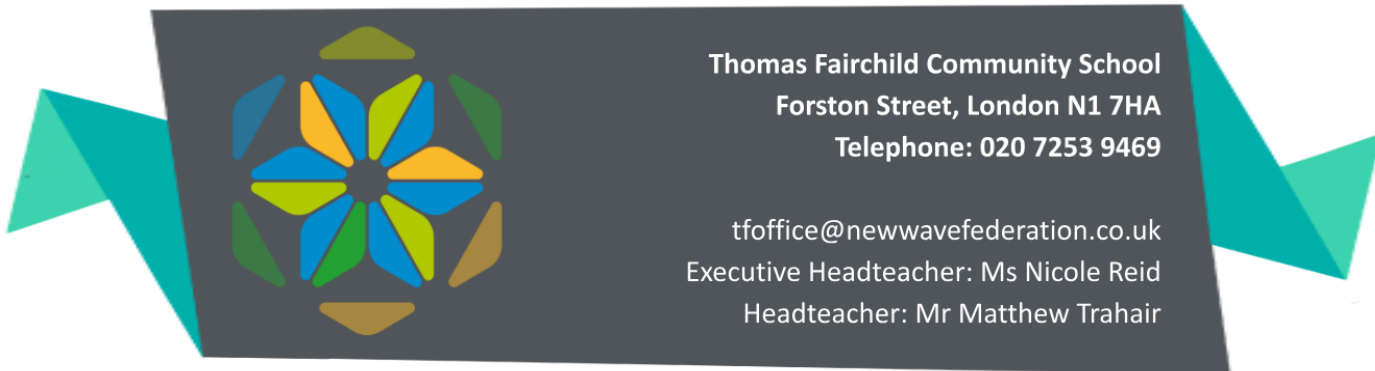 Thomas Fairchild Community School
Forston Street, London N1 7HA
Telephone: 020 7253 9469
tfoffice@newwavefederation.co.uk
Executive Headteacher: Ms Nicole Reid
Headteacher: Mr Matthew Trahair